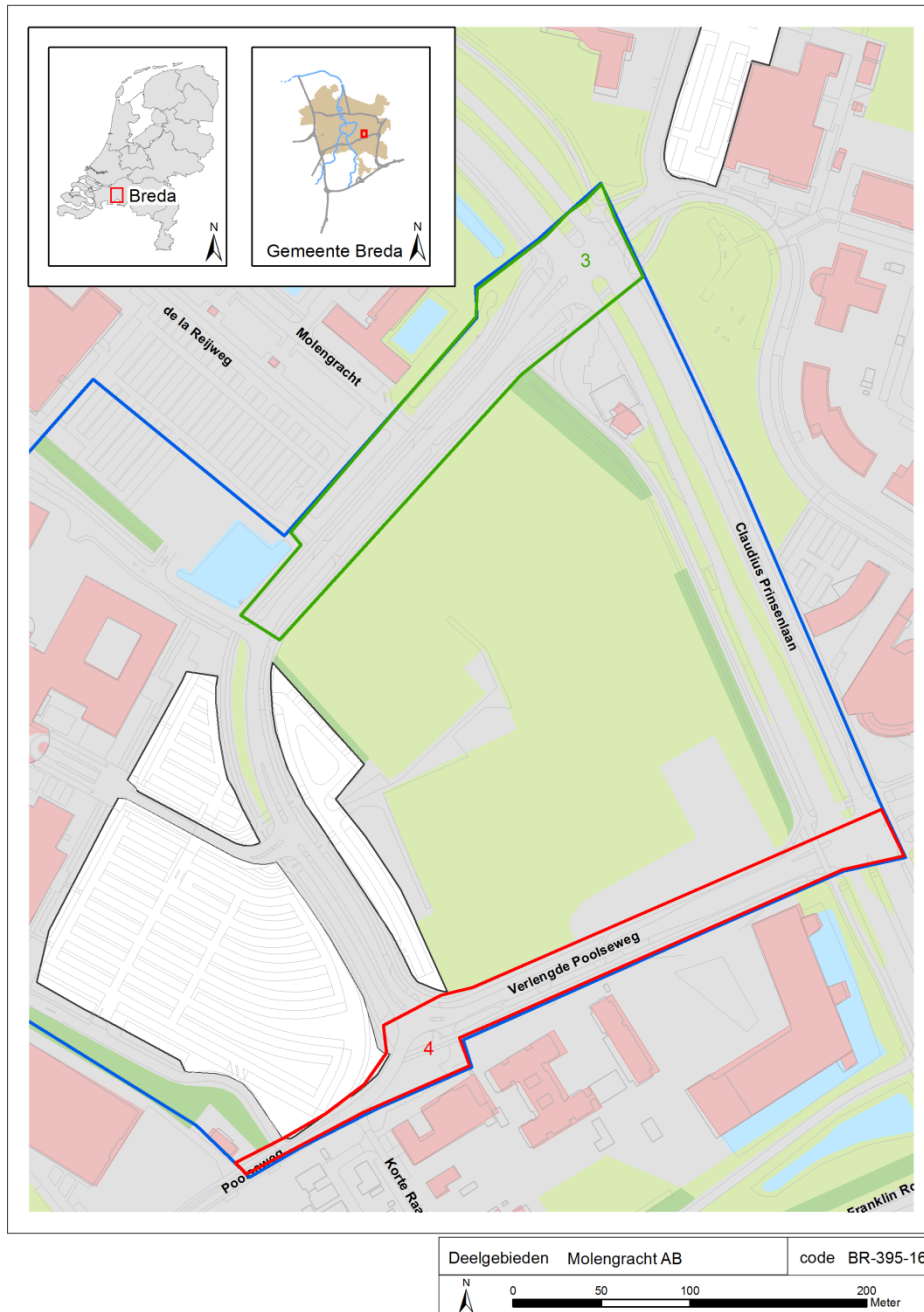 N
Breda
N
Gemeente Breda
3
de la Reijweg
Molengracht
Claudius Prinsenlaan
Verlengde Poolseweg
4
Korte Raa
Franklin Ro
Deelgebieden Molengracht AB code BR-395-16
N
0 50 100 200
Meter